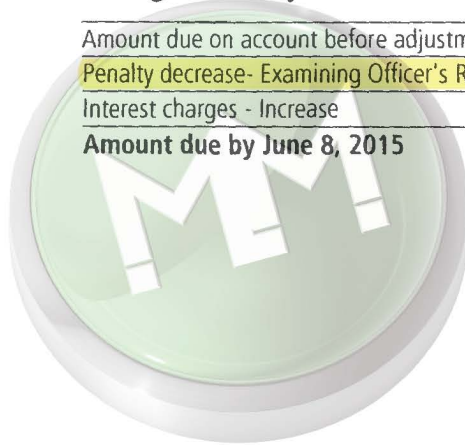 Amount due on account before
Penalty decrease- Examining Officer's
Interest charges - Increase
Amount due by June 8, 2015
MM